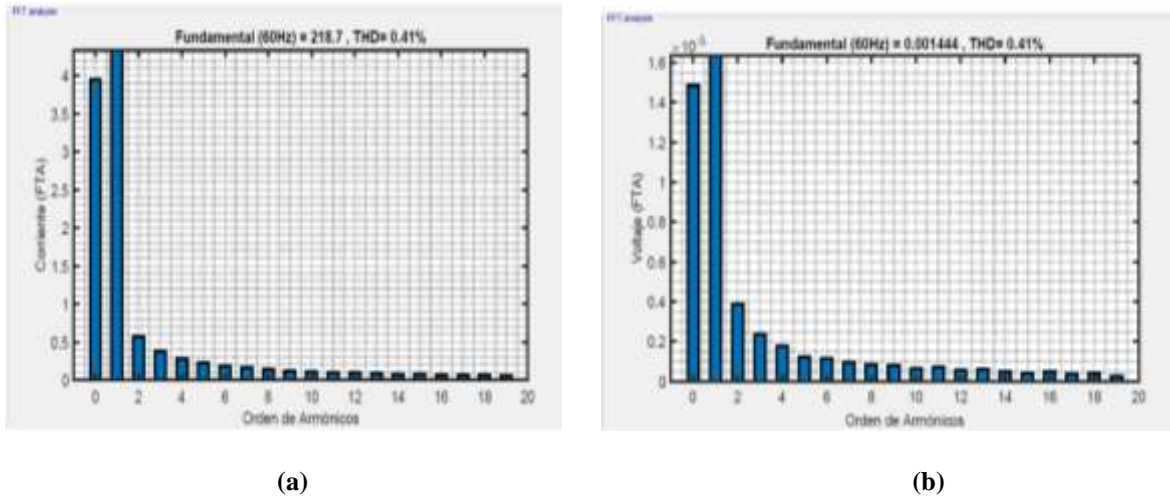 FFT analysis
Fundamental (60Hz) = 218.7 , THD= 0.41%
4
3.5
3
2.5
2
1.5
1
0.5
0
Corriente (FTA)
0 2 4 6 8 10 12 14 16 18 20
Orden de Armónicos
(a)
FFT analysis
Fundamental (60Hz) = 0.001444 , THD= 0.41%
1.6
1.4
1.2
1
0.8
0.6
0.4
0.2
0
Voltaje (FTA)
0 2 4 6 8 10 12 14 16 18 20
Orden de Armónicos
(b)